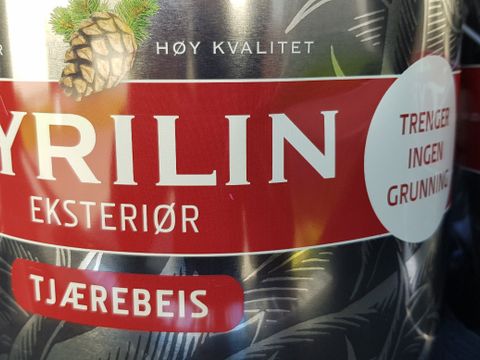 HØY KVALITET
YRILIN
EKSTERIØR
TJÆREBEIS
TRENGER
INGEN
GRUNNING